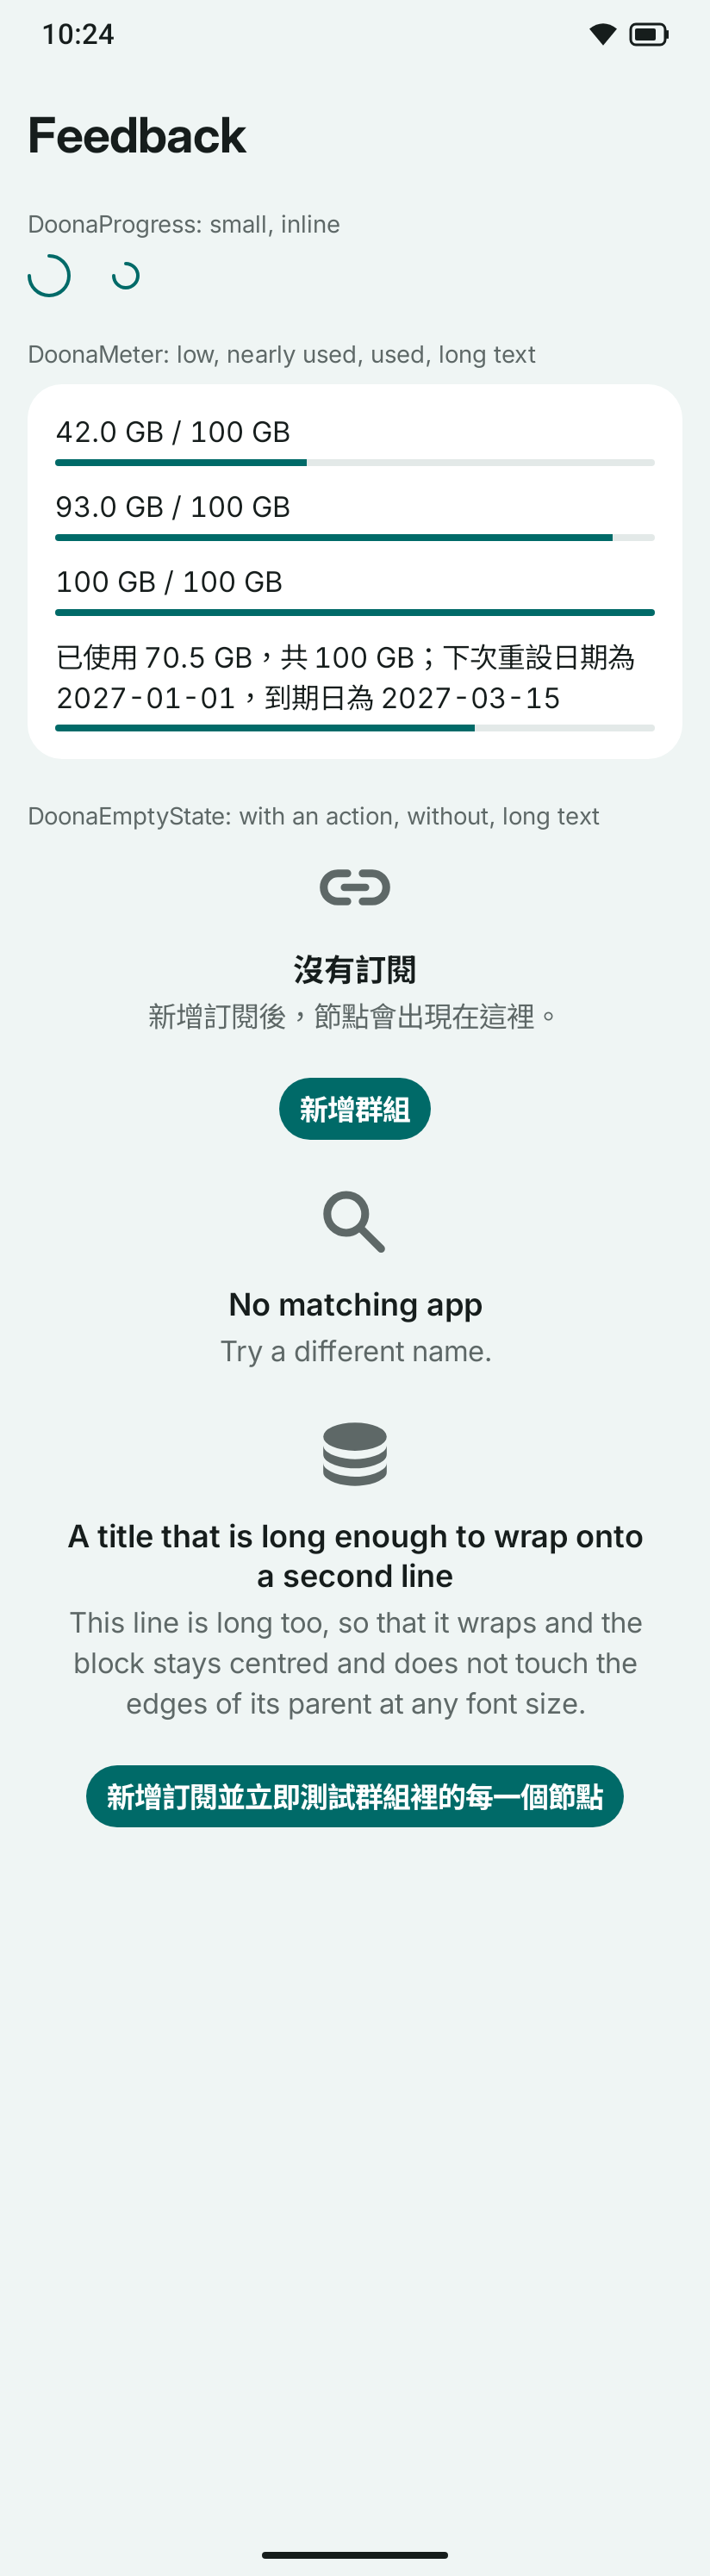 10:24
Feedback
DoonaProgress: small, inline
DoonaMeter: low, nearly used, used, long text
42.0 GB / 100 GB
93.0 GB / 100 GB
100 GB / 100 GB
已使用 70.5 GB，共 100 GB；下次重設日期為
2027-01-01，到期日為 2027-03-15
DoonaEmptyState: with an action, without, long text
沒有訂閱
新增訂閱後，節點會出現在這裡。
新增群組
No matching app
Try a different name.
A title that is long enough to wrap onto
a second line
This line is long too, so that it wraps and the
block stays centred and does not touch the
edges of its parent at any font size.
新增訂閱並立即測試群組裡的每一個節點